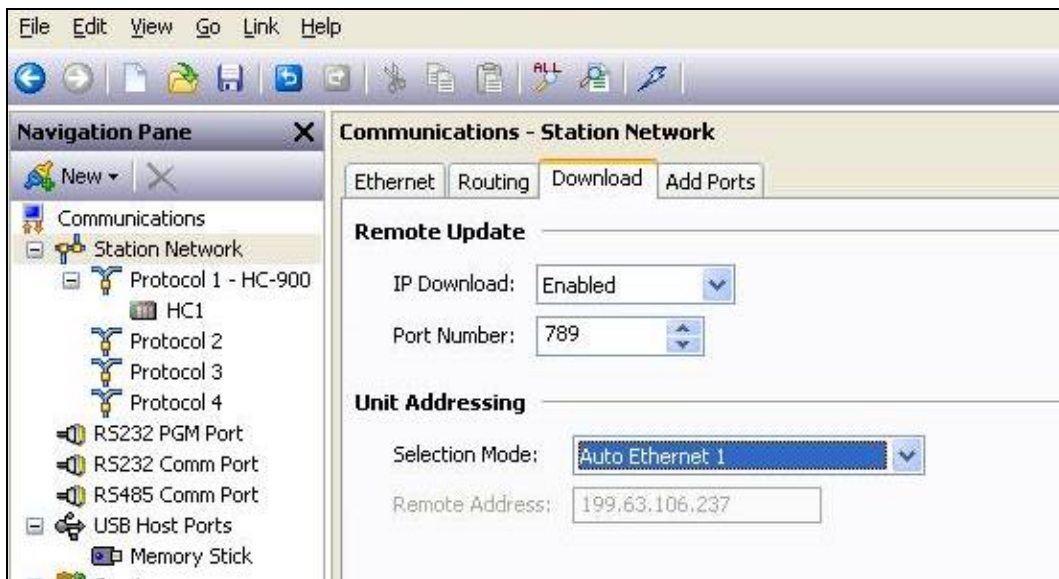 File Edit View Go Link Help
ALL
Navigation Pane
New
Communications
Station Network
Protocol 1 - HC-900
HC1
Protocol 2
Protocol 3
Protocol 4
RS232 PGM Port
RS232 Comm Port
RS485 Comm Port
USB Host Ports
Memory Stick
Communications - Station Network
Ethernet Routing Download Add Ports
Remote Update
IP Download: Enabled
Port Number: 789
Unit Addressing
Selection Mode: Auto Ethernet 1
Remote Address: 199.63.106.237